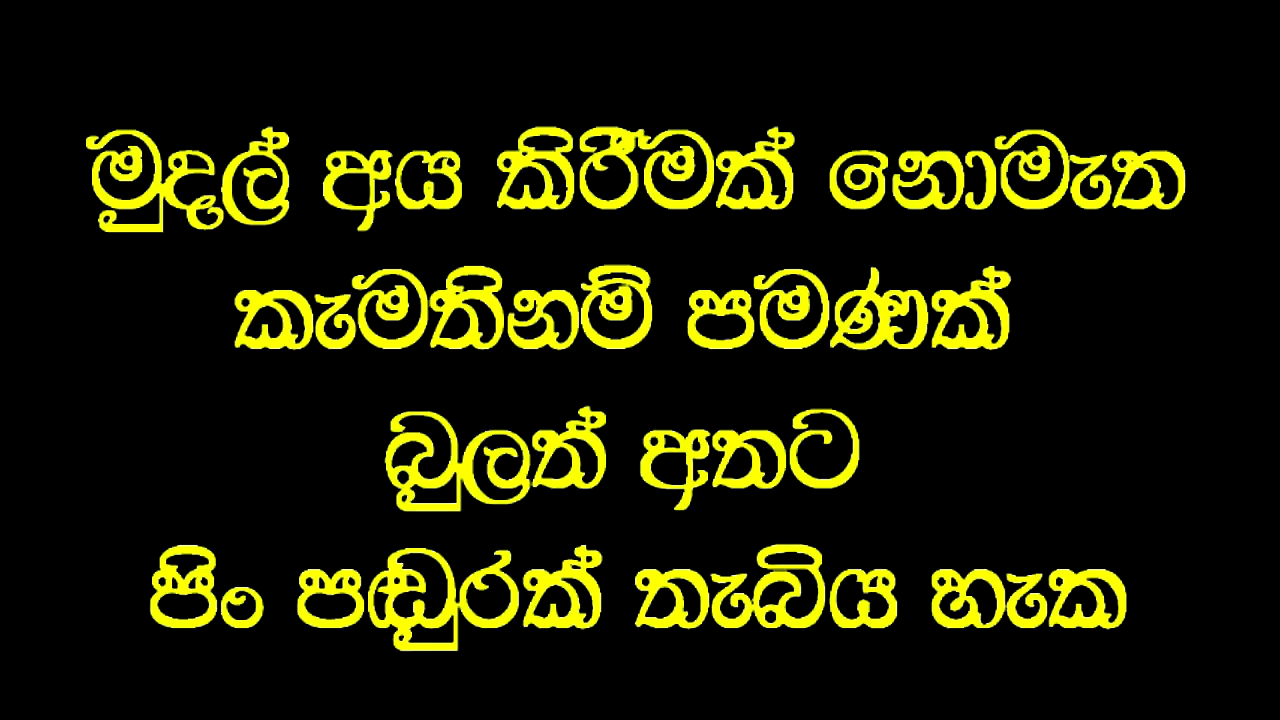 මුදල් අය කිරීමක් නොමැත
කැමතිනම් පමණක්
බුලත් අතට
පිං පඬුරක් තැබිය හැක